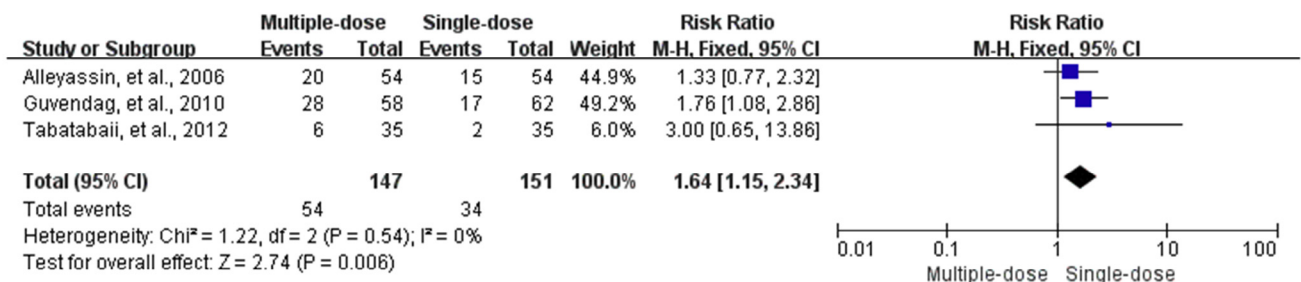 Multiple-dose Single-dose Risk Ratio Risk Ratio
Study or Subgroup Events Total Events Total Weight M-H, Fixed, 95% CI M-H, Fixed, 95% CI
Alleyassin, et al., 2006 20 54 15 54 44.9% 1.33 [0.77, 2.32]
Guvendag, et al., 2010 28 58 17 62 49.2% 1.76 [1.08, 2.86]
Tabatabaii, et al., 2012 6 35 2 35 6.0% 3.00 [0.65, 13.86]
Total (95% CI) 147 151 100.0% 1.64 [1.15, 2.34]
Total events 54 34
Heterogeneity: Chi² = 1.22, df = 2 (P = 0.54); I² = 0%
Test for overall effect: Z = 2.74 (P = 0.006)
0.01 0.1 1 10 100
Multiple-dose Single-dose